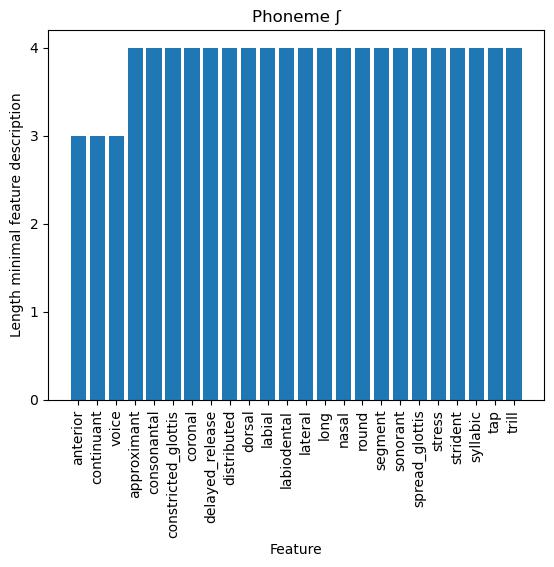 Phoneme ʃ
Length minimal feature description
4
3
2
1
0
anterior
continuant
voice
approximant
consonantal
constricted_glottis
coronal
delayed_release
distributed
dorsal
labial
labiodental
lateral
long
nasal
round
segment
sonorant
spread_glottis
stress
strident
syllabic
tap
trill
Feature